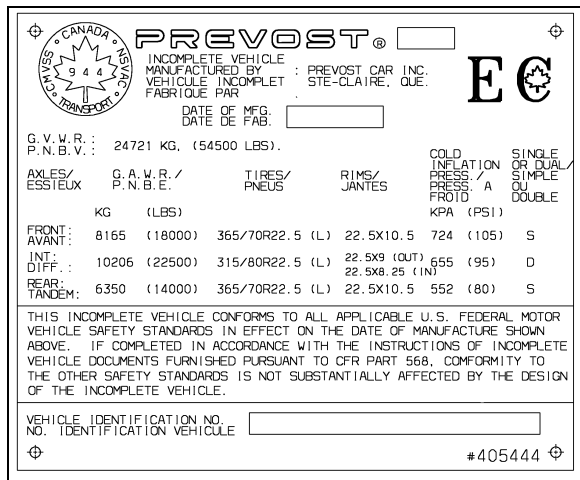 CANADA
CMVSS 944 NSVAC
TRANSPORT
PREVOST®
INCOMPLETE VEHICLE
MANUFACTURED BY : PREVOST CAR INC.
VEHICULE INCOMPLET STE-CLAIRE, QUE.
FABRIQUE PAR .
EC
DATE OF MFG.
DATE DE FAB.
G.V.W.R.:
P.N.B.V.: 24721 KG, (54500 LBS).
AXLES/ G.A.W.R./ TIRES/ RIMS/ COLD INFLATION PRESS./ SINGLE OR DUAL/
ESSIEUX P.N.B.E. PNEUS JANTES PRESS. A FROID SIMPLE OU DOUBLE
KG (LBS) KPA (PSI)
FRONT:
AVANT: 8165 (18000) 365/70R22.5 (L) 22.5X10.5 724 (105) S
INT:
DIFF.: 10206 (22500) 315/80R22.5 (L) 22.5X9 (OUT) 22.5X8.25 (IN) 655 (95) D
REAR:
TANDEM: 6350 (14000) 365/70R22.5 (L) 22.5X10.5 552 (80) S
THIS INCOMPLETE VEHICLE CONFORMS TO ALL APPLICABLE U.S. FEDERAL MOTOR
VEHICLE SAFETY STANDARDS IN EFFECT ON THE DATE OF MANUFACTURE SHOWN
ABOVE. IF COMPLETED IN ACCORDANCE WITH THE INSTRUCTIONS OF INCOMPLETE
VEHICLE DOCUMENTS FURNISHED PURSUANT TO CFR PART 568, COMFORMITY TO
THE OTHER SAFETY STANDARDS IS NOT SUBSTANTIALLY AFFECTED BY THE DESIGN
OF THE INCOMPLETE VEHICLE.
VEHICLE IDENTIFICATION NO.
NO. IDENTIFICATION VEHICULE
#405444